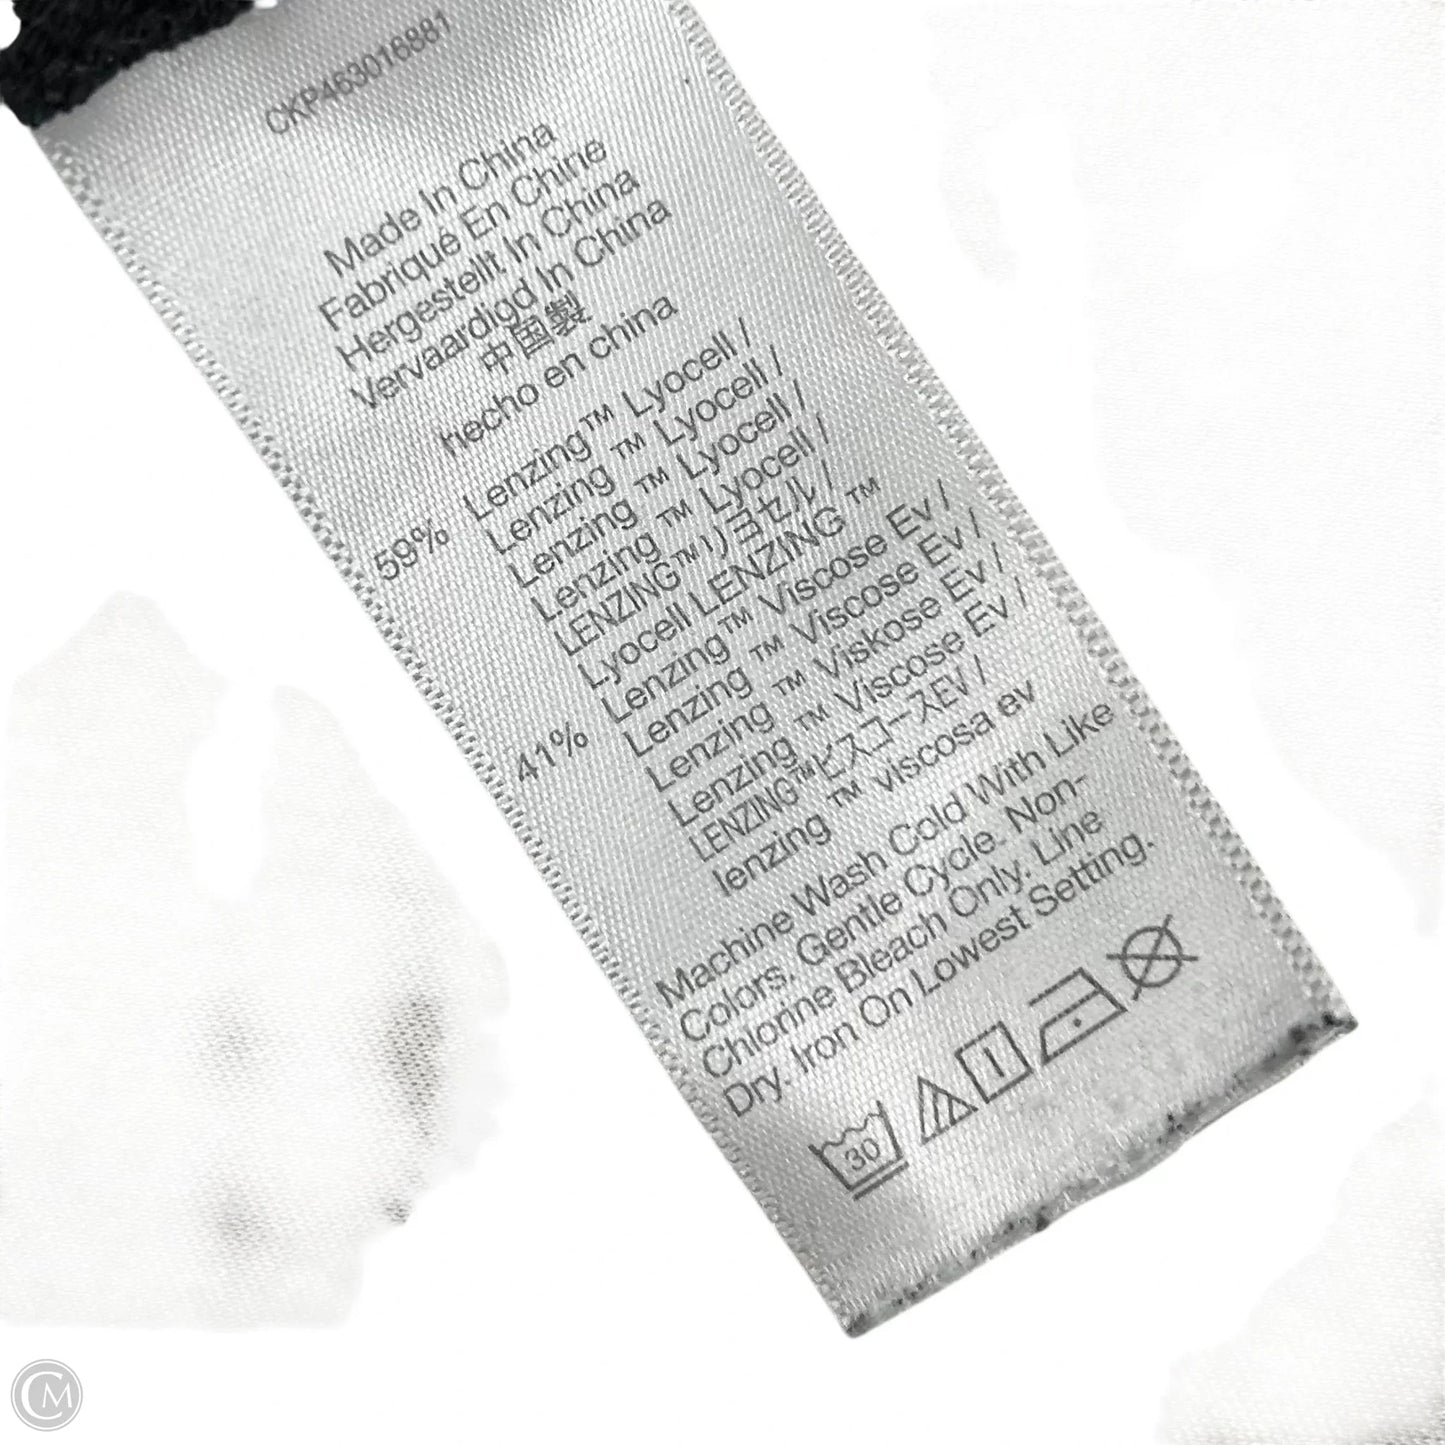 CKP463016881
Made In China
Fabriqué En Chine
Hergestellt In China
Vervaardigd In China
中国製
hecho en china
59% Lenzing™ Lyocell /
Lenzing ™ Lyocell /
Lenzing ™ Lyocell /
Lenzing ™ Lyocell /
LENZING™リヨセル /
Lyocell LENZING ™
41% Lenzing™ Viscose Ev /
Lenzing ™ Viscose Ev /
Lenzing ™ Viskose Ev /
Lenzing ™ Viscose Ev /
LENZING™ビスコースEV /
lenzing ™ viscosa ev
Machine Wash Cold With Like
Colors. Gentle Cycle. Non-
Chlorine Bleach Only. Line
Dry. Iron On Lowest Setting.
30
CM